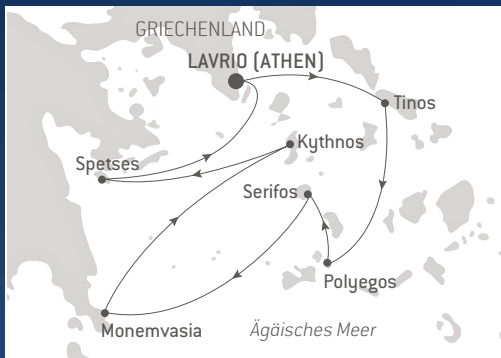 GRIECHENLAND
LAVRIO (ATHEN)
Tinos
Kythnos
Spetses
Serifos
Polyegos
Monemvasia
Ägäisches Meer